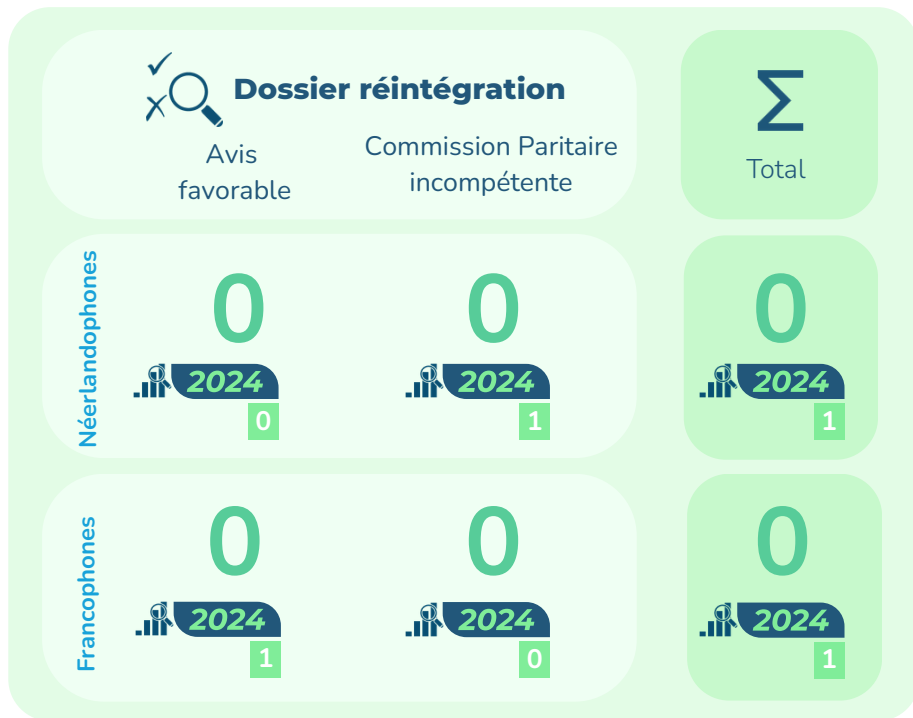 Dossier réintégration
Avis
favorable
Commission Paritaire
incompétente
Σ
Total
Néerlandophones
0
2024
0
0
2024
1
0
2024
1
Francophones
0
2024
1
0
2024
0
0
2024
1